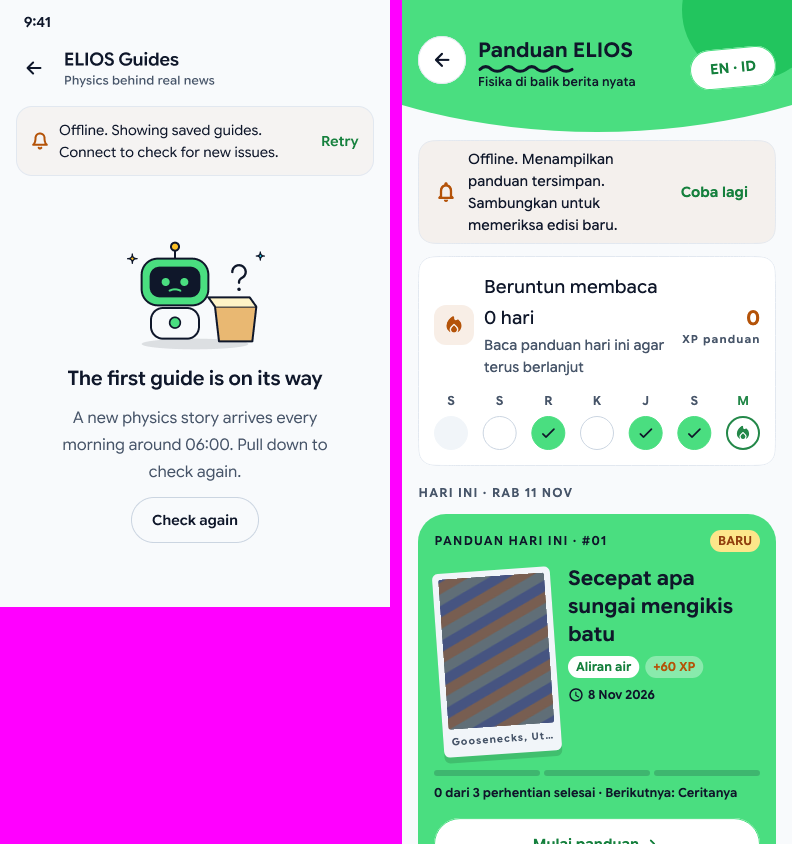 9:41
ELIOS Guides
Physics behind real news
Offline. Showing saved guides.
Connect to check for new issues.
Retry
?
The first guide is on its way
A new physics story arrives every
morning around 06:00. Pull down to
check again.
Check again
Panduan ELIOS
Fisika di balik berita nyata
EN · ID
Offline. Menampilkan
panduan tersimpan.
Sambungkan untuk
memeriksa edisi baru.
Coba lagi
Beruntun membaca
0 hari
Baca panduan hari ini agar
terus berlanjut
0
XP panduan
S S R K J S M
HARI INI · RAB 11 NOV
PANDUAN HARI INI · #01
BARU
Secepat apa
sungai mengikis
batu
Aliran air
+60 XP
8 Nov 2026
Goosenecks, Ut...
0 dari 3 perhentian selesai · Berikutnya: Ceritanya
Mulai panduan